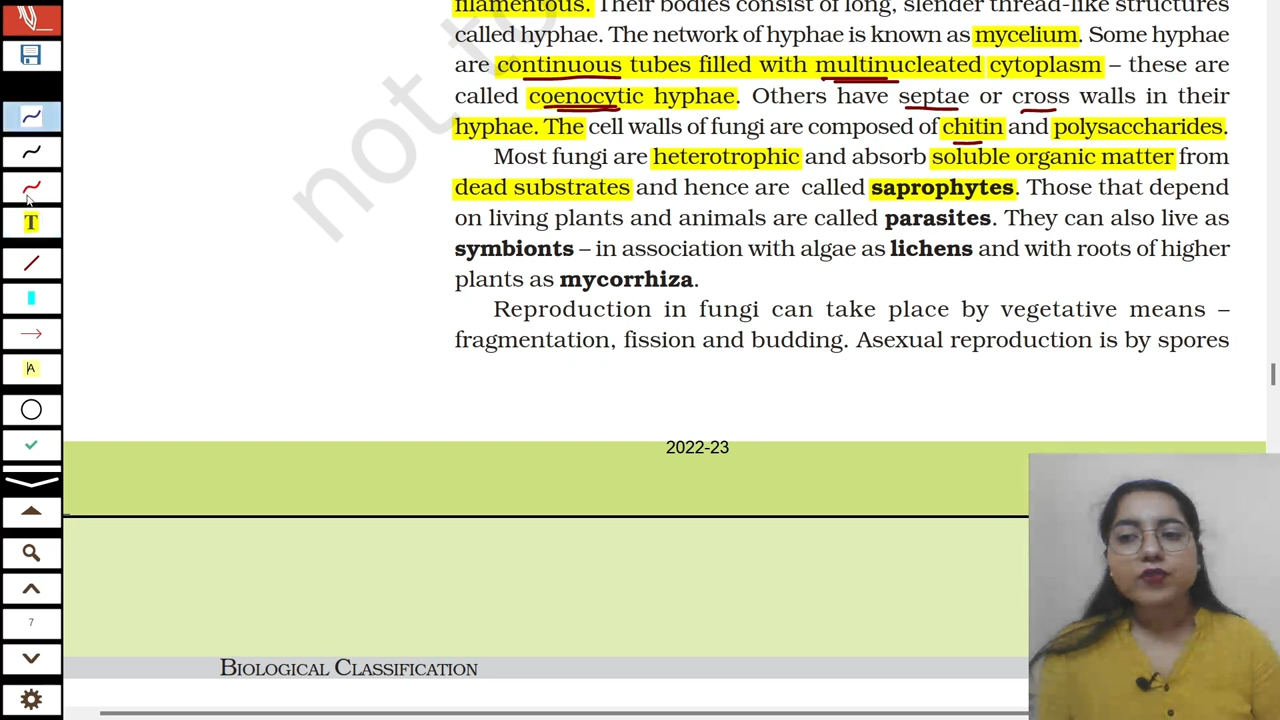 filamentous. Their bodies consist of long, slender thread-like structures
called hyphae. The network of hyphae is known as mycelium. Some hyphae
are continuous tubes filled with multinucleated cytoplasm – these are
called coenocytic hyphae. Others have septae or cross walls in their
hyphae. The cell walls of fungi are composed of chitin and polysaccharides.
Most fungi are heterotrophic and absorb soluble organic matter from
dead substrates and hence are called saprophytes. Those that depend
on living plants and animals are called parasites. They can also live as
symbionts – in association with algae as lichens and with roots of higher
plants as mycorrhiza.
Reproduction in fungi can take place by vegetative means –
fragmentation, fission and budding. Asexual reproduction is by spores
not to
T
A
7
2022-23
BIOLOGICAL CLASSIFICATION